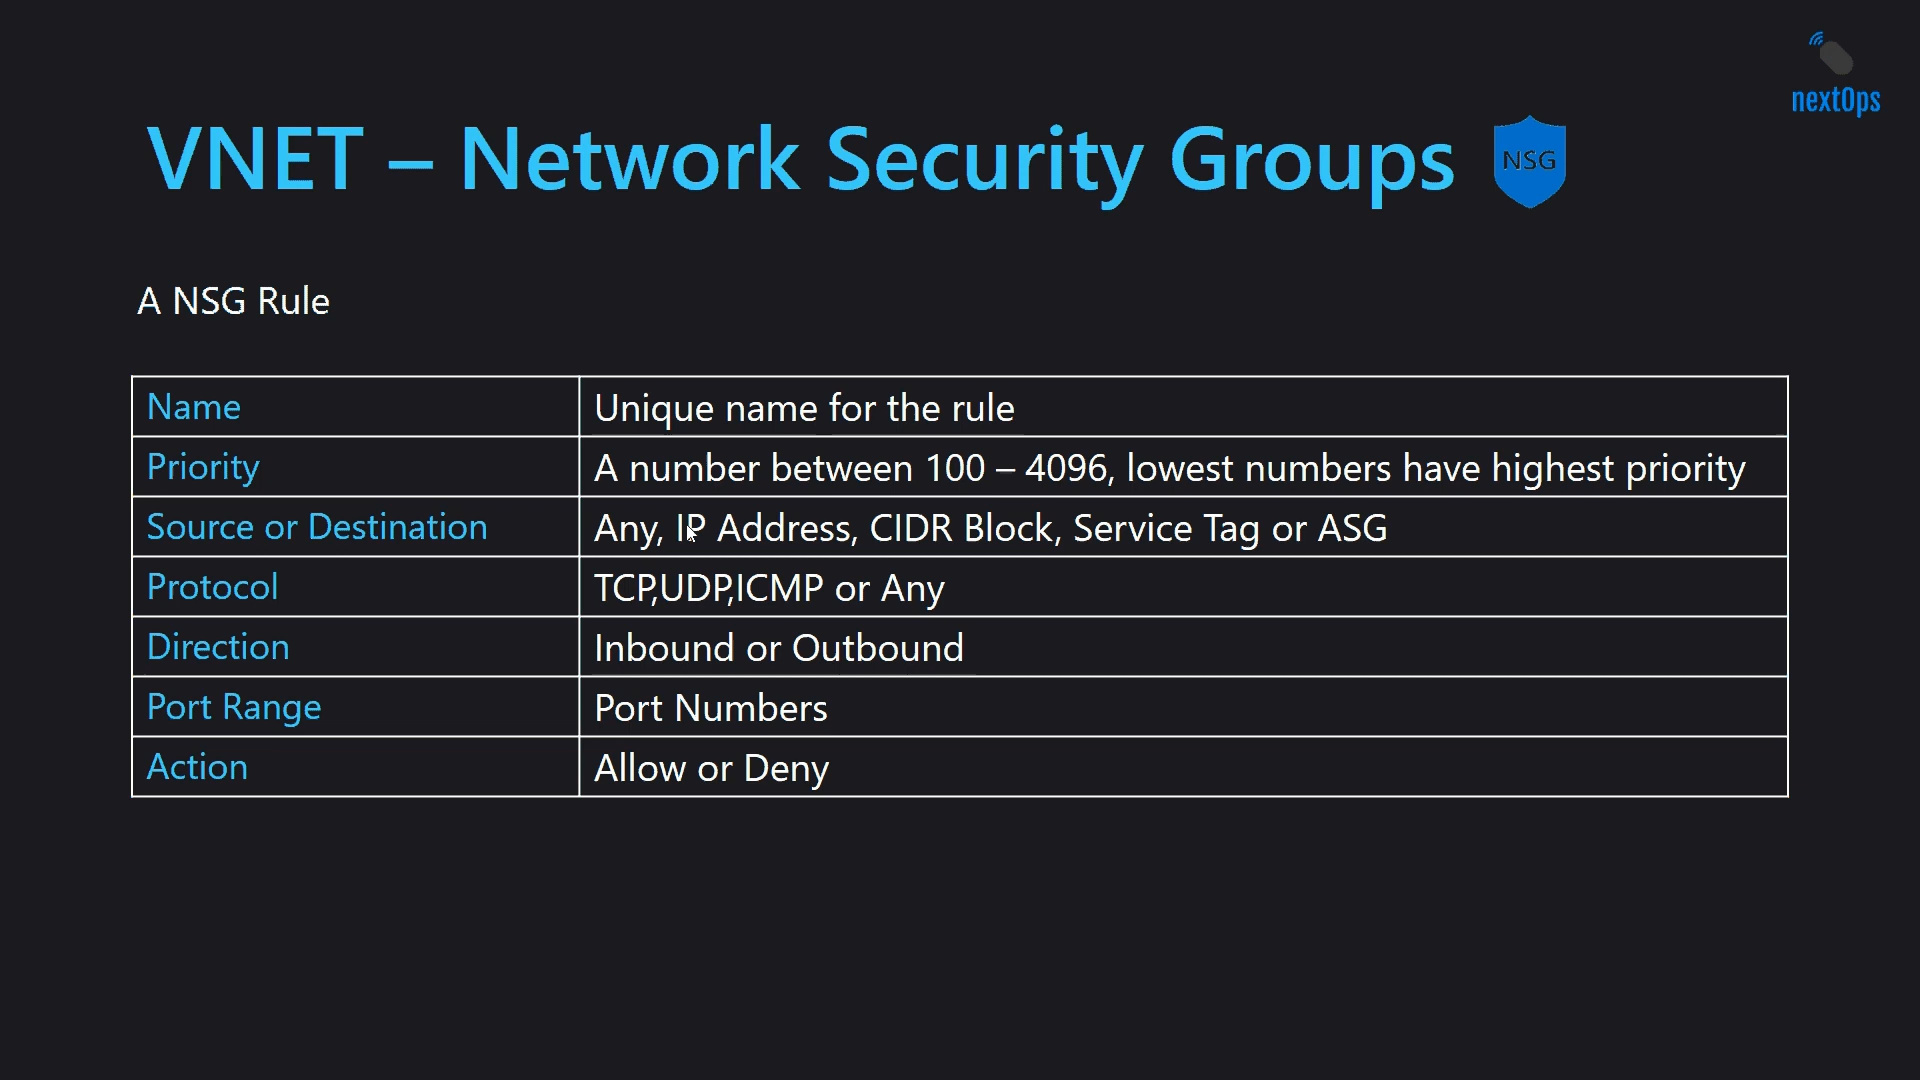 nextOps
VNET – Network Security Groups
NSG
A NSG Rule
Name
Unique name for the rule
Priority
A number between 100 – 4096, lowest numbers have highest priority
Source or Destination
Any, IP Address, CIDR Block, Service Tag or ASG
Protocol
TCP,UDP,ICMP or Any
Direction
Inbound or Outbound
Port Range
Port Numbers
Action
Allow or Deny